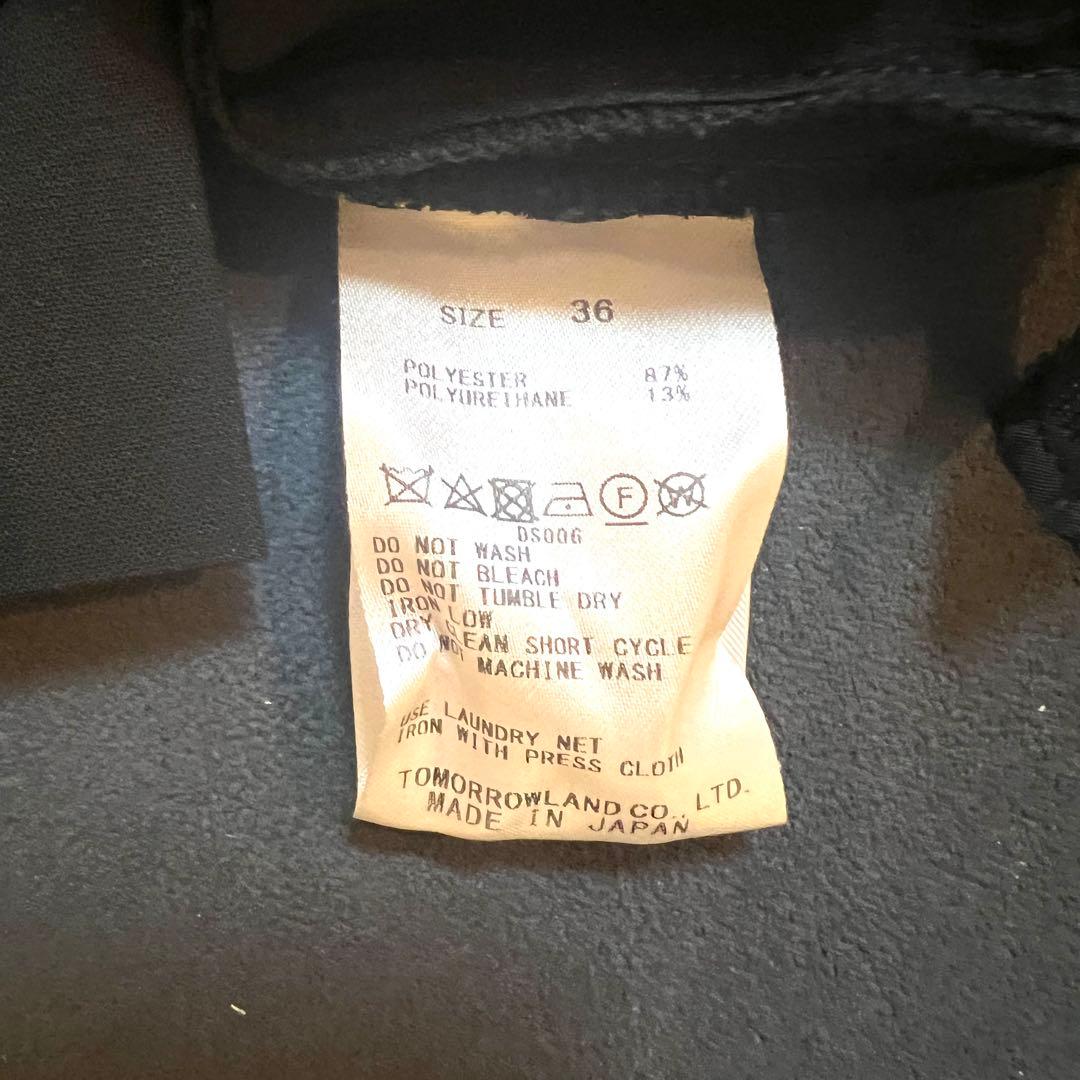 SIZE 36
POLYESTER 87%
POLYURETHANE 13%
F W
DS006
DO NOT WASH
DO NOT BLEACH
DO NOT TUMBLE DRY
IRON LOW
DRY CLEAN SHORT CYCLE
DO NOT MACHINE WASH
USE LAUNDRY NET
IRON WITH PRESS CLOTH
TOMORROWLAND CO., LTD.
MADE IN JAPAN